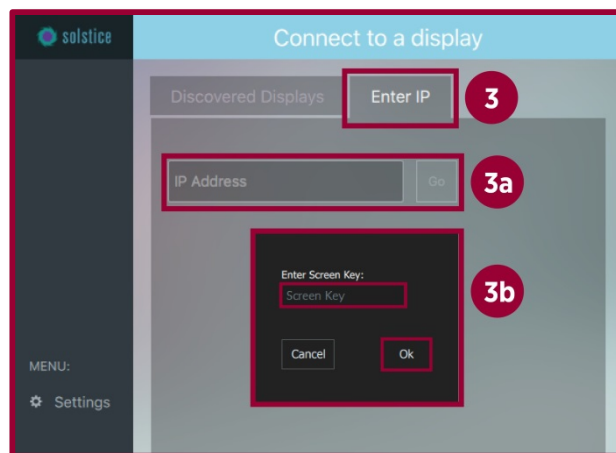 solstice
Connect to a display
Discovered Displays
Enter IP
3
IP Address
Go
3a
Enter Screen Key:
Screen Key
3b
Cancel
Ok
MENU:
Settings